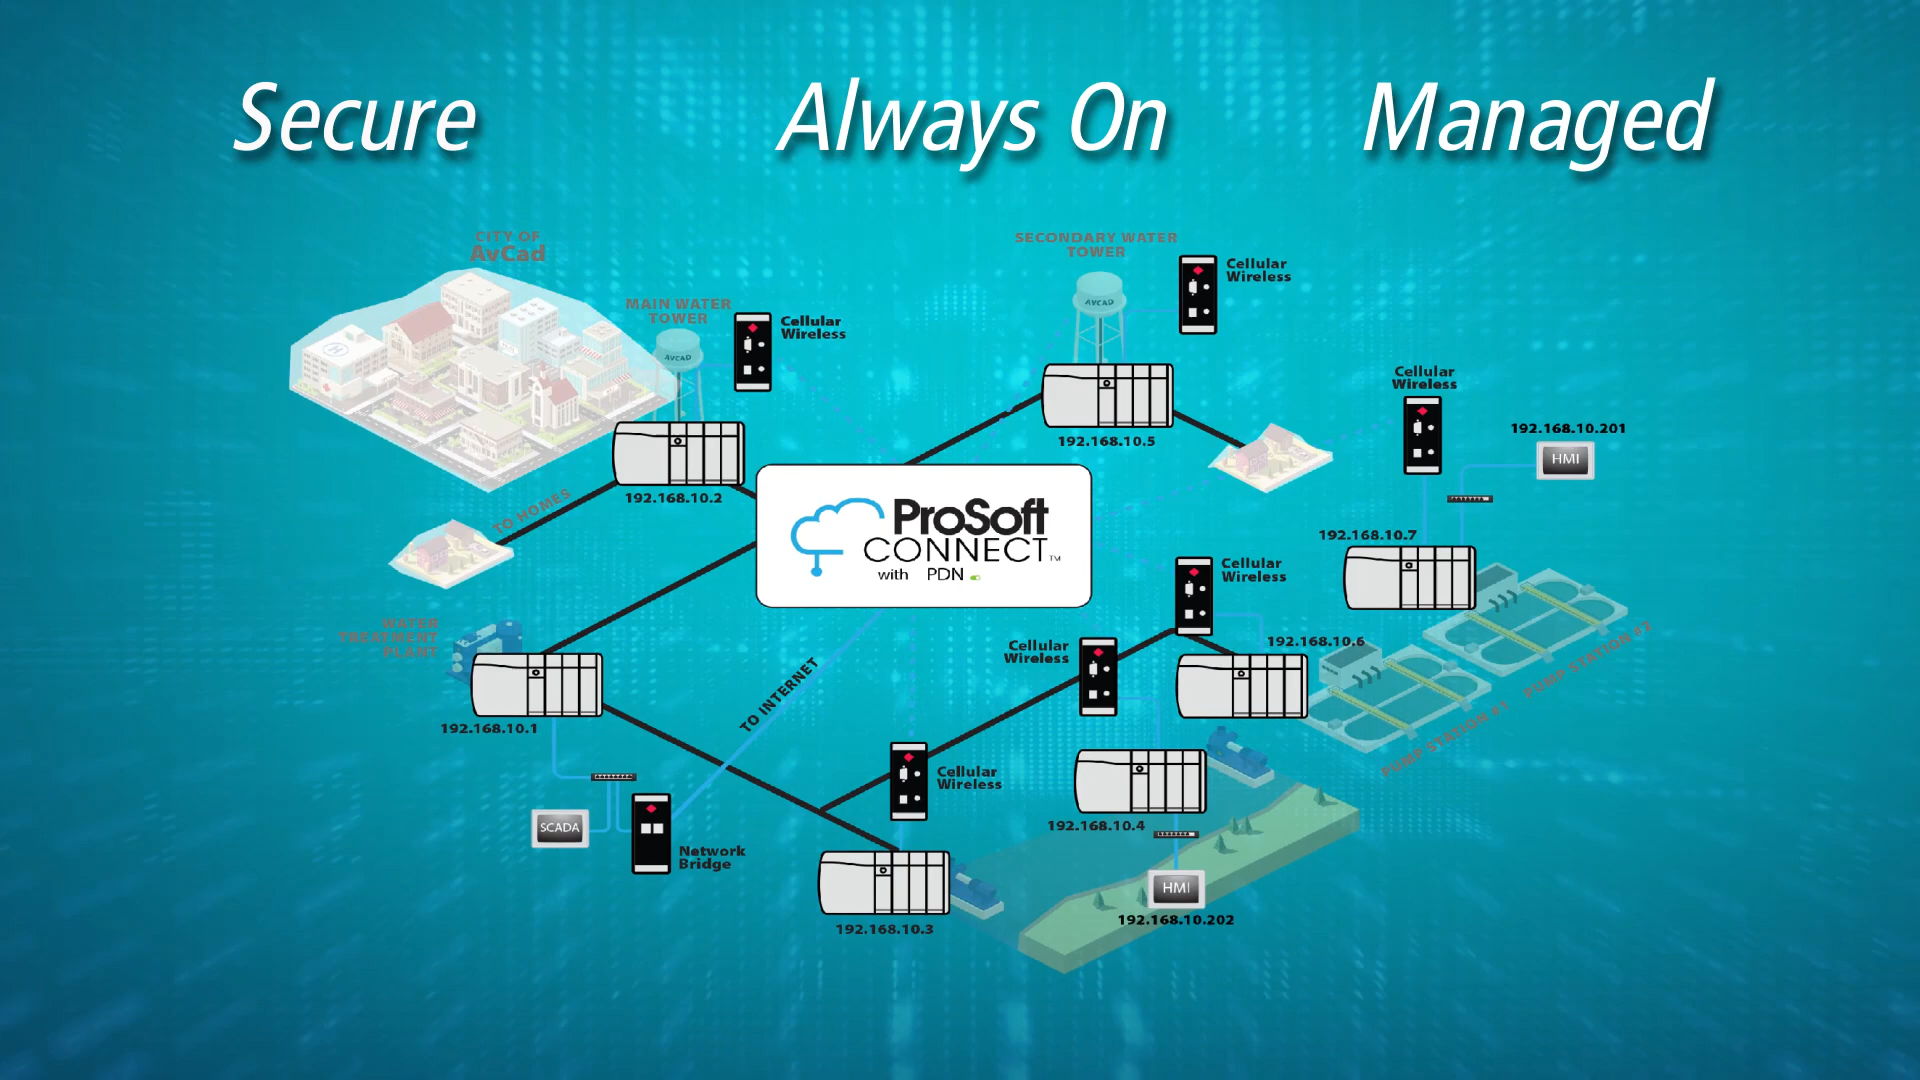 Secure
Always On
Managed
CITY OF
AvCad
MAIN WATER
TOWER
AVCAD
Cellular
Wireless
192.168.10.2
TO HOMES
SECONDARY WATER
TOWER
AVCAD
Cellular
Wireless
192.168.10.5
Cellular
Wireless
192.168.10.201
HMI
192.168.10.7
ProSoft
CONNECT™
with PDN
WATER
TREATMENT
PLANT
192.168.10.1
SCADA
Network
Bridge
TO INTERNET
Cellular
Wireless
192.168.10.3
Cellular
Wireless
192.168.10.4
HMI
192.168.10.202
Cellular
Wireless
192.168.10.6
PUMP STATION #1
PUMP STATION #2
H